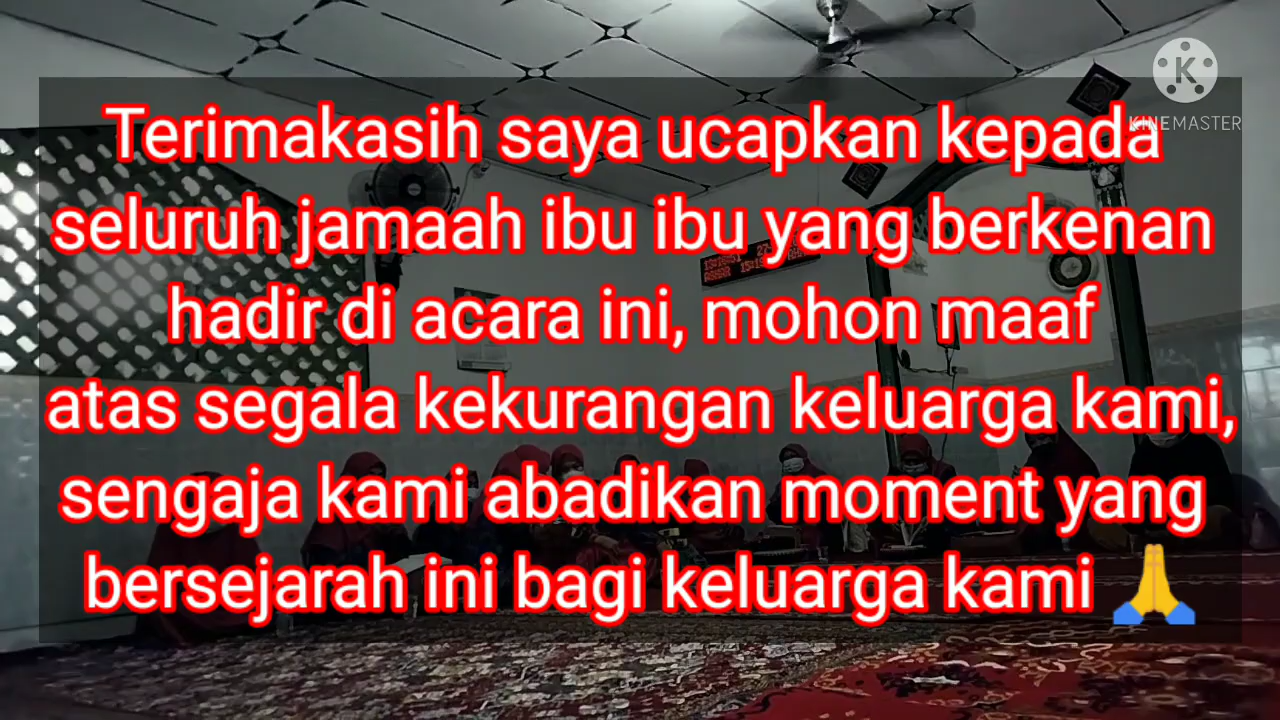 KINEMASTER
Terimakasih saya ucapkan kepada
seluruh jamaah ibu ibu yang berkenan
hadir di acara ini, mohon maaf
atas segala kekurangan keluarga kami,
sengaja kami abadikan moment yang
bersejarah ini bagi keluarga kami 🙏